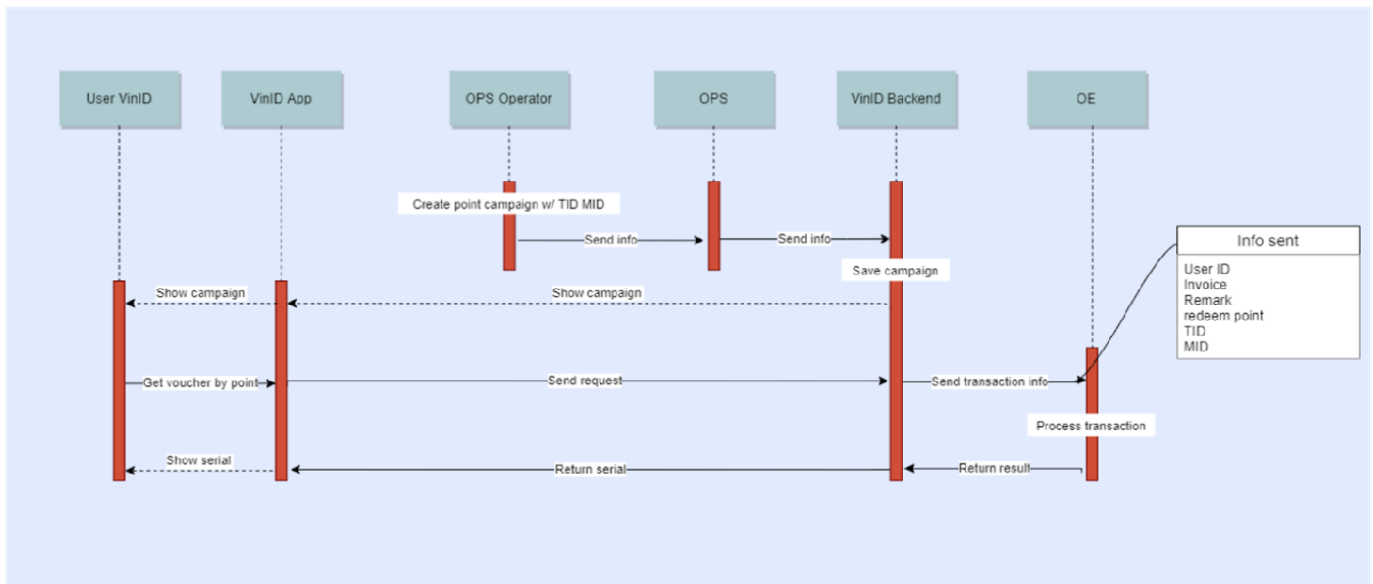 User VinID
VinID App
OPS Operator
OPS
VinID Backend
OE
Create point campaign w/ TID MID
Send info
Send info
Info sent
User ID
Invoice
Remark
redeem point
TID
MID
Save campaign
Show campaign
Show campaign
Get voucher by point
Send request
Send transaction info
Process transaction
Show serial
Return serial
Return result